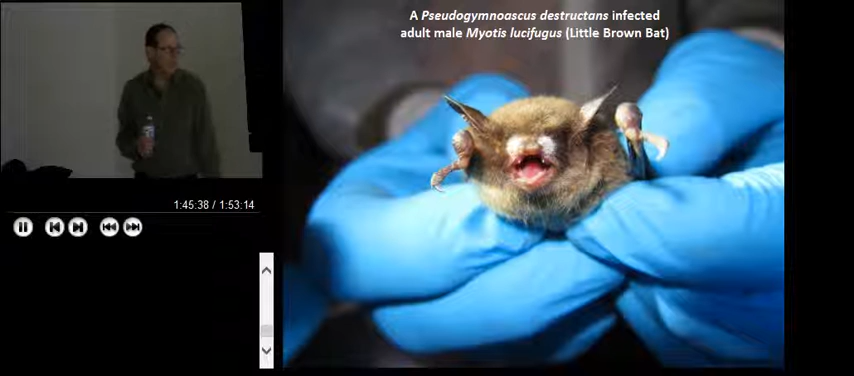 A Pseudogymnoascus destructans infected
adult male Myotis lucifugus (Little Brown Bat)
1:45:38 / 1:53:14